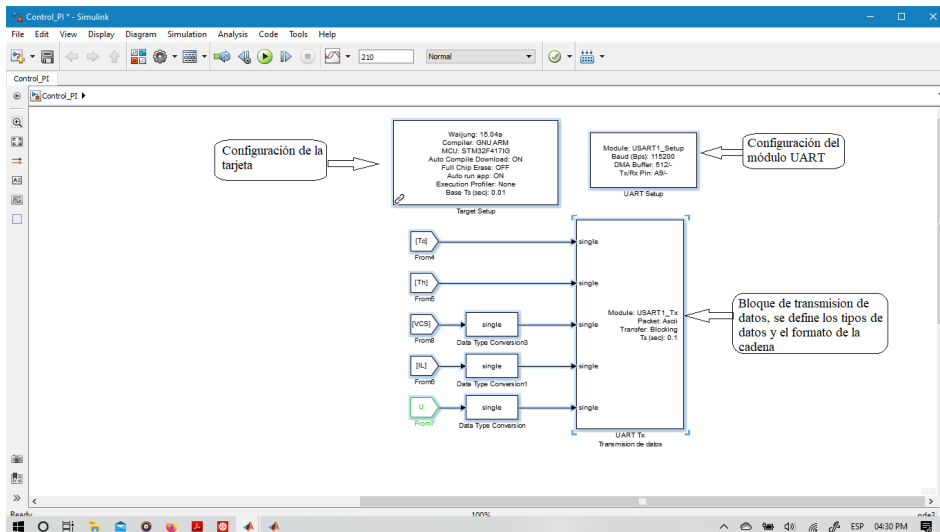 Control_PI * - Simulink
File Edit View Display Diagram Simulation Analysis Code Tools Help
210
Normal
Control_PI
Control_PI
Configuración de la
tarjeta
Waijung: 15.04a
Compiler: GNU ARM
MCU: STM32F417IG
Auto Compile Download: ON
Full Chip Erase: OFF
Auto run app: ON
Execution Profiler: None
Base Ts (sec): 0.01
Target Setup
Module: USART1_Setup
Baud (Bps): 115200
DMA Buffer: 512/-
Tx/Rx Pin: A9/-
UART Setup
Configuración del
módulo UART
[Tc]
From4
single
[Th]
From5
single
[VCS]
From8
single
Data Type Conversion3
single
[IL]
From6
single
Data Type Conversion1
single
U
From7
single
Data Type Conversion
single
Module: USART1_Tx
Packet: Ascii
Transfer: Blocking
Ts (sec): 0.1
UART Tx
Transmision de datos
Bloque de transmision de
datos, se define los tipos de
datos y el formato de la
cadena
Ready
100%
ode3
ESP
04:30 PM